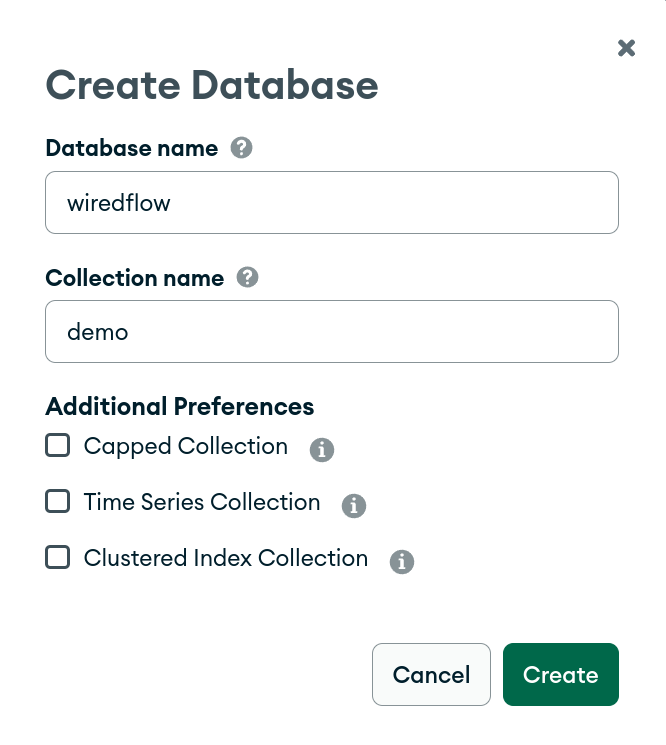 Create Database
Database name
wiredflow
Collection name
demo
Additional Preferences
Capped Collection
Time Series Collection
Clustered Index Collection
Cancel
Create